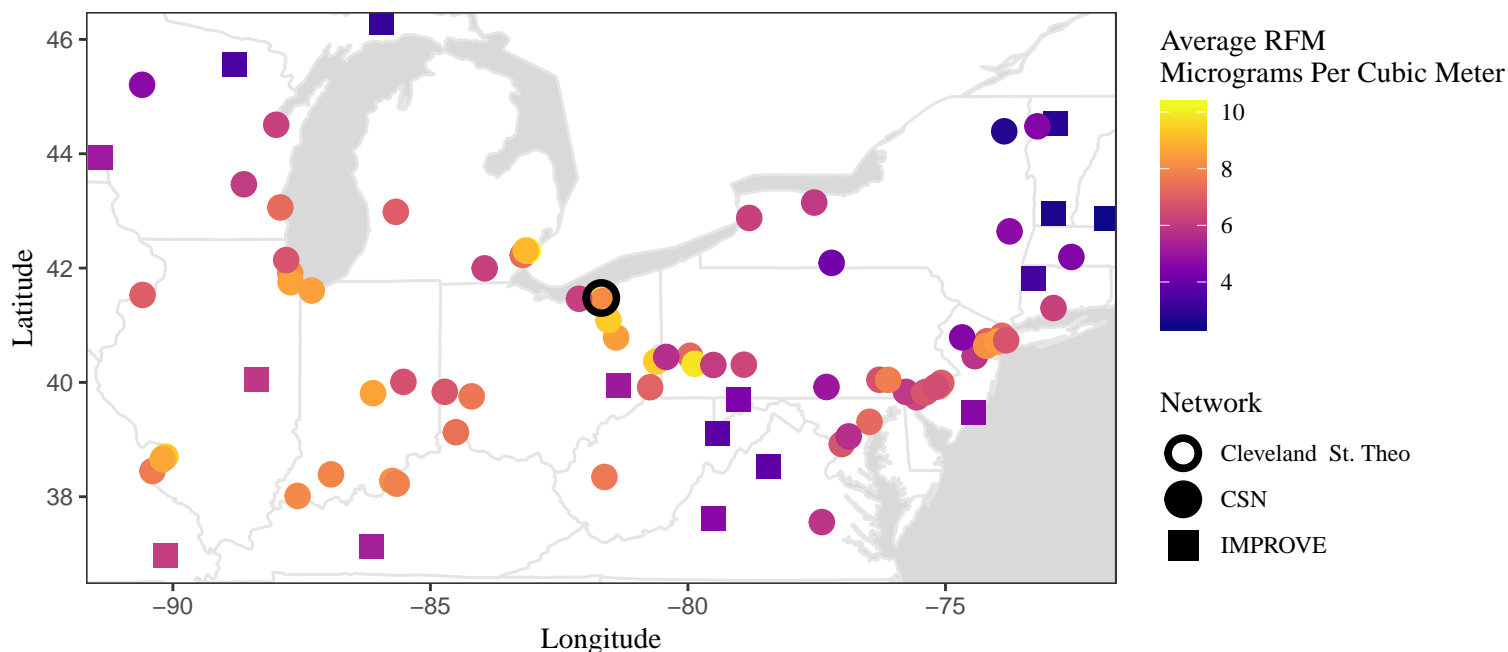 46
44
42
40
38
Latitude
−90
−85
−80
−75
Longitude
Average RFM
Micrograms Per Cubic Meter
10
8
6
4
Network
Cleveland  St. Theo
CSN
IMPROVE